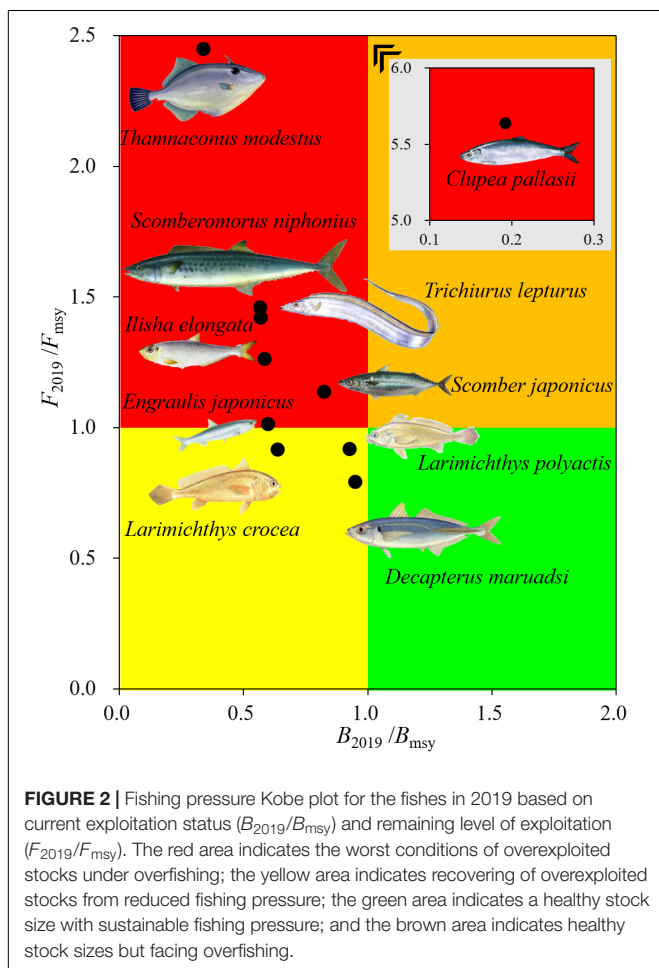 2.5
2.0
1.5
1.0
0.5
0.0
F2019/Fmsy
Thamnaconus modestus
Scomberomorus niphonius
Ilisha elongata
Engraulis japonicus
Larimichthys crocea
6.0
5.5
5.0
Clupea pallasii
0.1
0.2
0.3
Trichiurus lepturus
Scomber japonicus
Larimichthys polyactis
Decapterus maruadsi
0.0
0.5
1.0
1.5
2.0
B2019/Bmsy
FIGURE 2 | Fishing pressure Kobe plot for the fishes in 2019 based on
current exploitation status (B2019/Bmsy) and remaining level of exploitation
(F2019/Fmsy). The red area indicates the worst conditions of overexploited
stocks under overfishing; the yellow area indicates recovering of overexploited
stocks from reduced fishing pressure; the green area indicates a healthy stock
size with sustainable fishing pressure; and the brown area indicates healthy
stock sizes but facing overfishing.